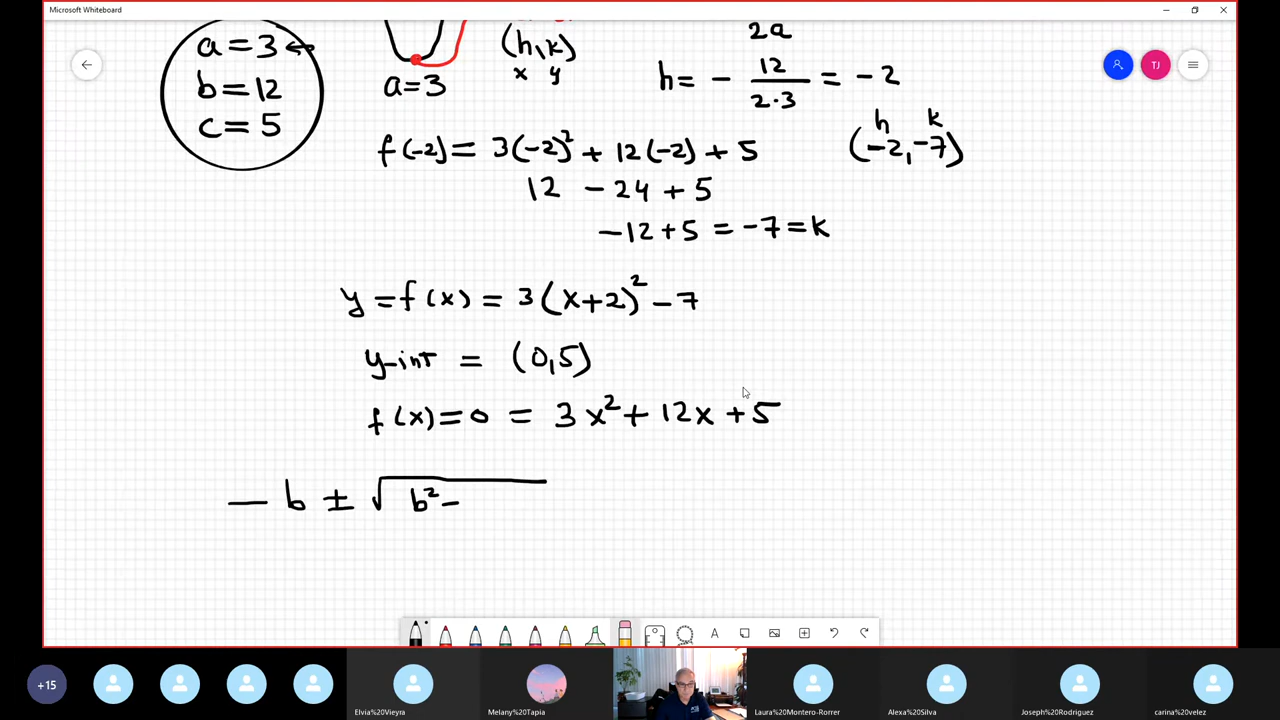 Microsoft Whiteboard
a = 3 ←
b = 12
c = 5
a = 3
(h, k)
x y
2a
h = - 12 / 2·3 = -2
f(-2) = 3(-2)² + 12(-2) + 5
h k
(-2, -7)
12 - 24 + 5
-12 + 5 = -7 = k
y = f(x) = 3(x+2)² - 7
y-int = (0,5)
f(x) = 0 = 3x² + 12x + 5
- b ± √ b² -
TJ
A
+15
Elvia%20Vieyra
Melany%20Tapia
Laura%20Montero-Rorrer
Alexa%20Silva
Joseph%20Rodriguez
carina%20velez